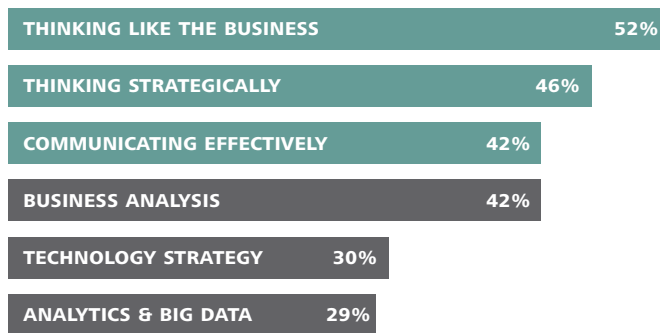 THINKING LIKE THE BUSINESS 52%
THINKING STRATEGICALLY 46%
COMMUNICATING EFFECTIVELY 42%
BUSINESS ANALYSIS 42%
TECHNOLOGY STRATEGY 30%
ANALYTICS & BIG DATA 29%